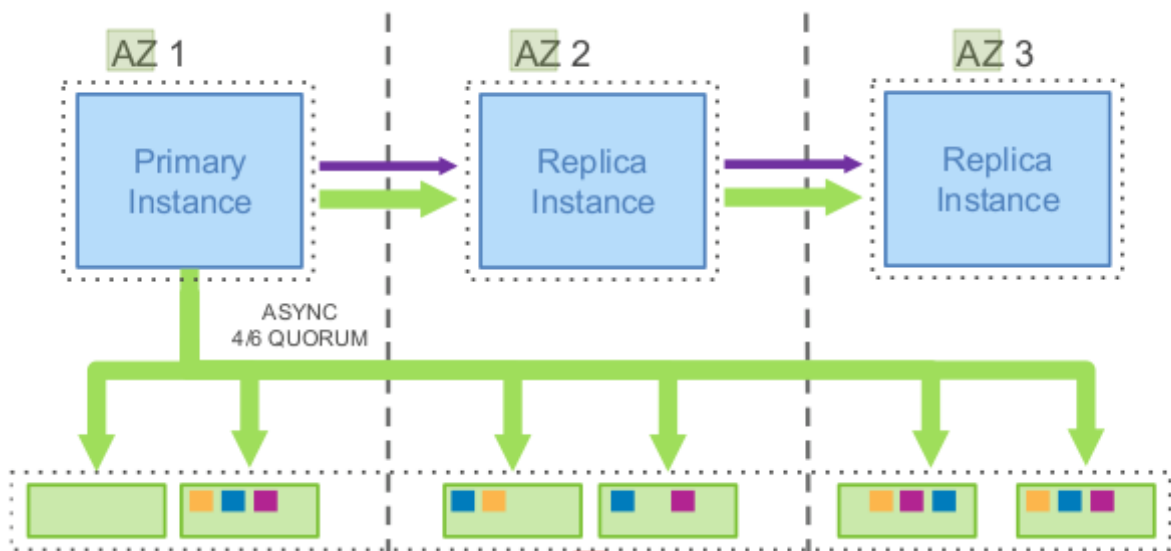 AZ 1
AZ 2
AZ 3
Primary
Instance
Replica
Instance
Replica
Instance
ASYNC
4/6 QUORUM